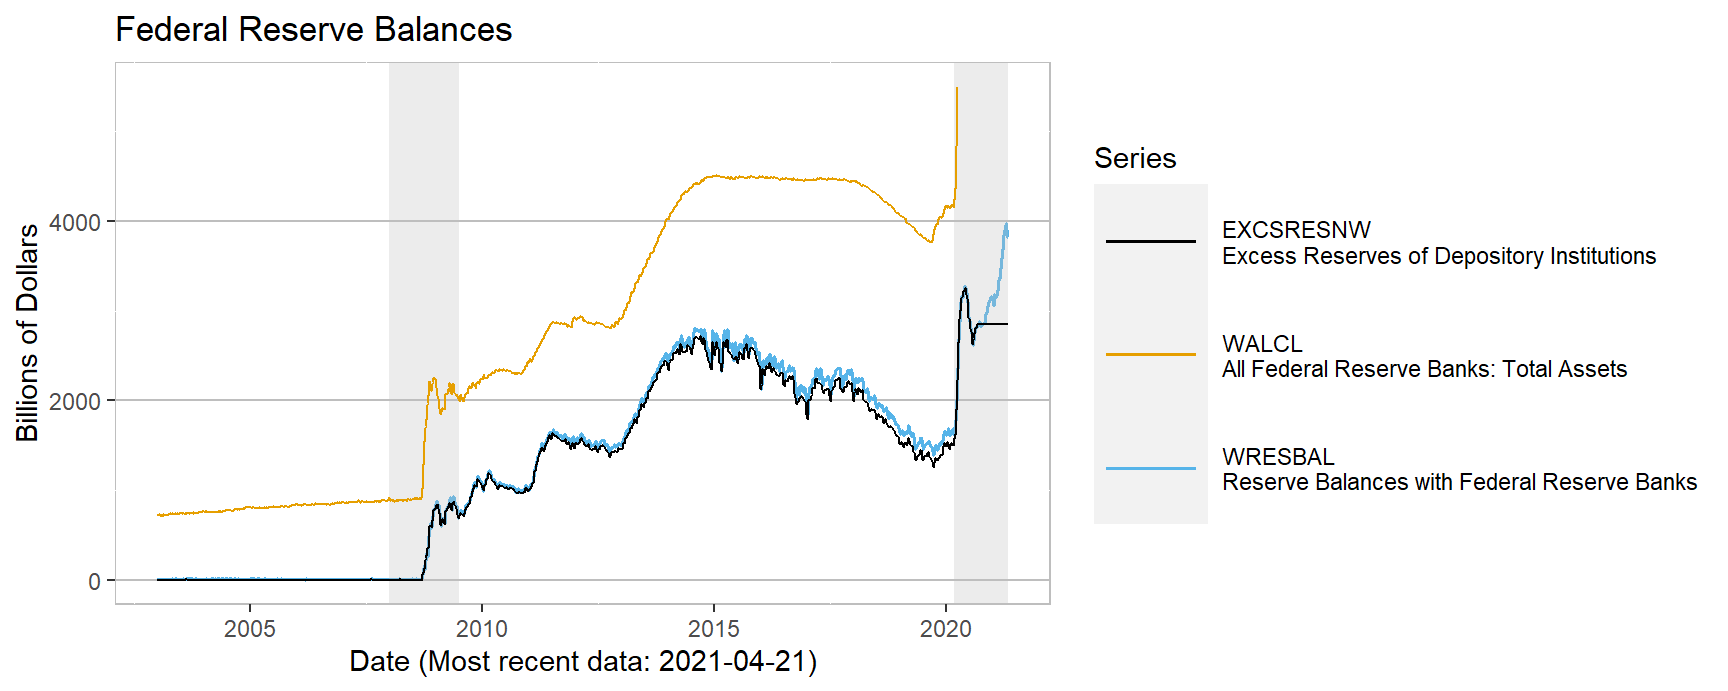 Federal Reserve Balances
Billions of Dollars
4000
2000
0
2005
2010
2015
2020
Date (Most recent data: 2021-04-21)
Series
EXCSRESNW
Excess Reserves of Depository Institutions
WALCL
All Federal Reserve Banks: Total Assets
WRESBAL
Reserve Balances with Federal Reserve Banks